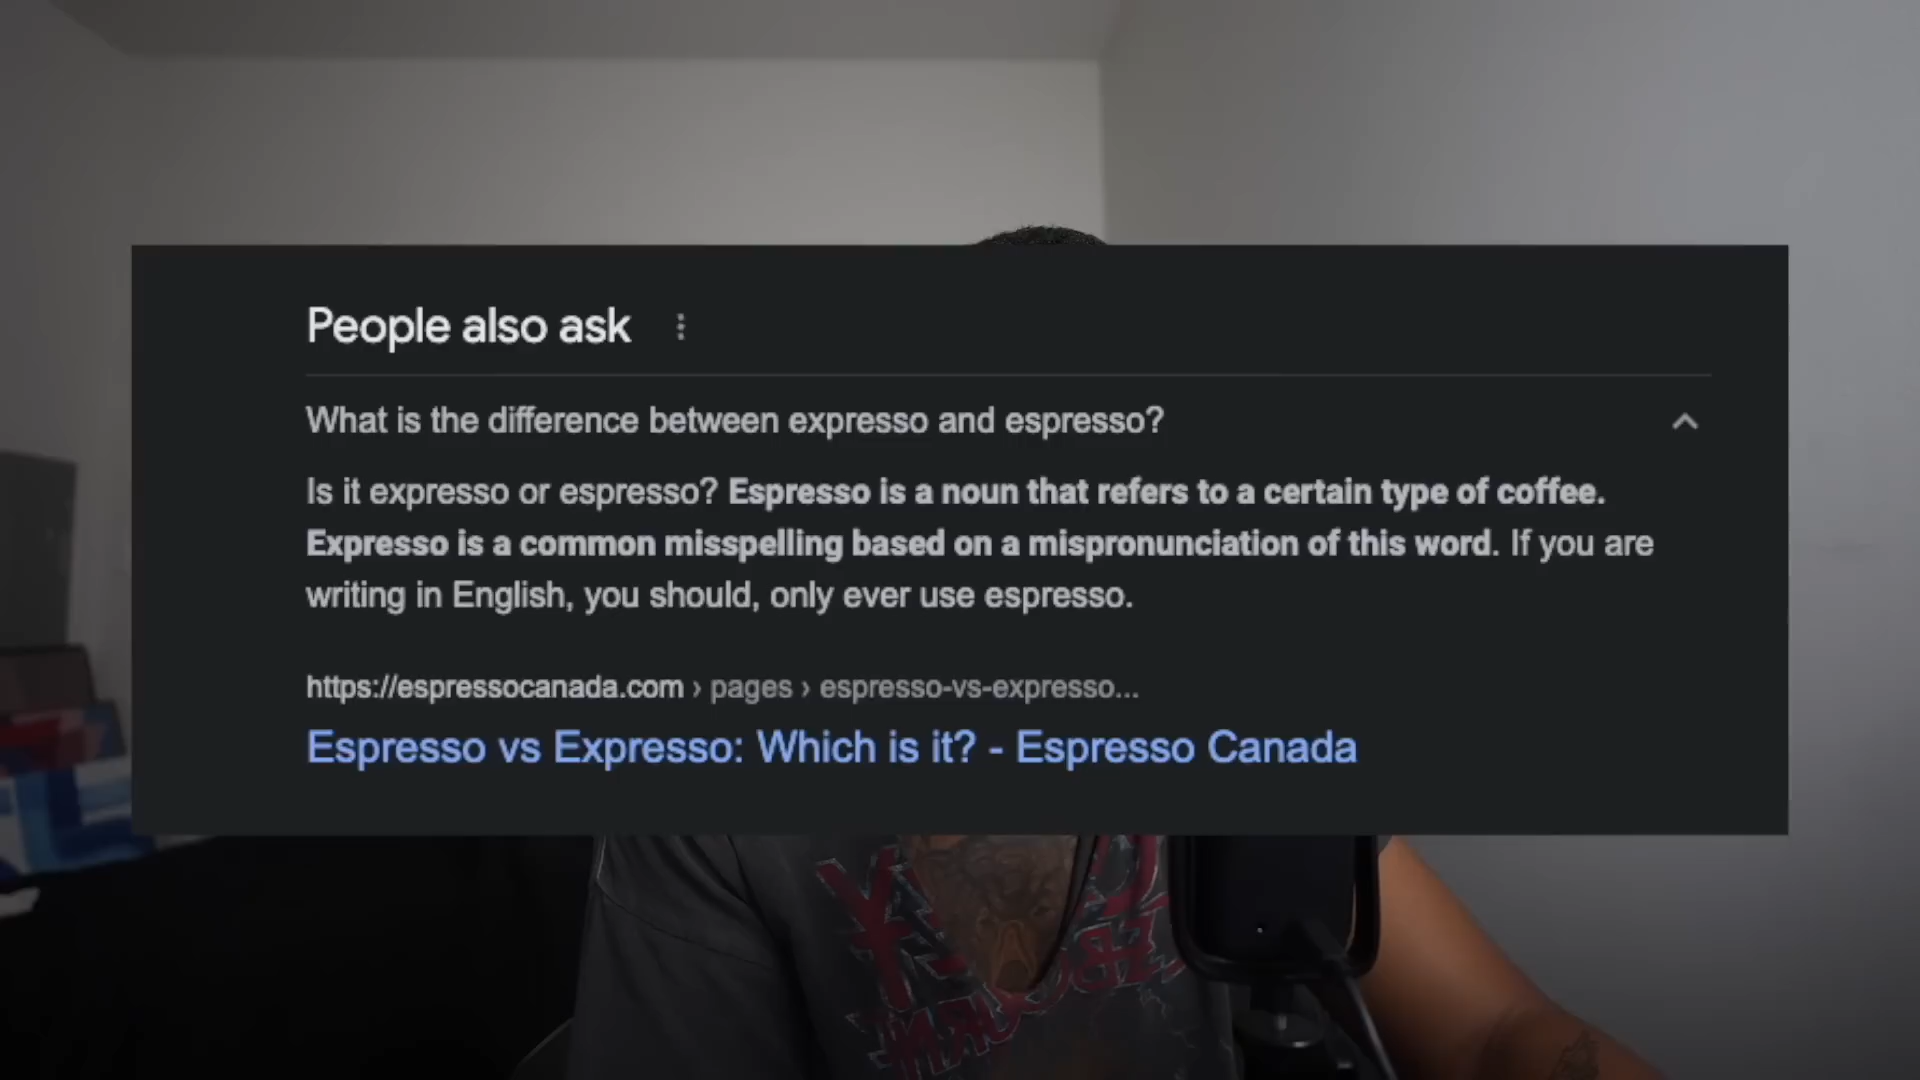 People also ask
What is the difference between expresso and espresso?
Is it expresso or espresso? Espresso is a noun that refers to a certain type of coffee.
Expresso is a common misspelling based on a mispronunciation of this word. If you are
writing in English, you should, only ever use espresso.
https://espressocanada.com › pages › espresso-vs-expresso...
Espresso vs Expresso: Which is it? - Espresso Canada